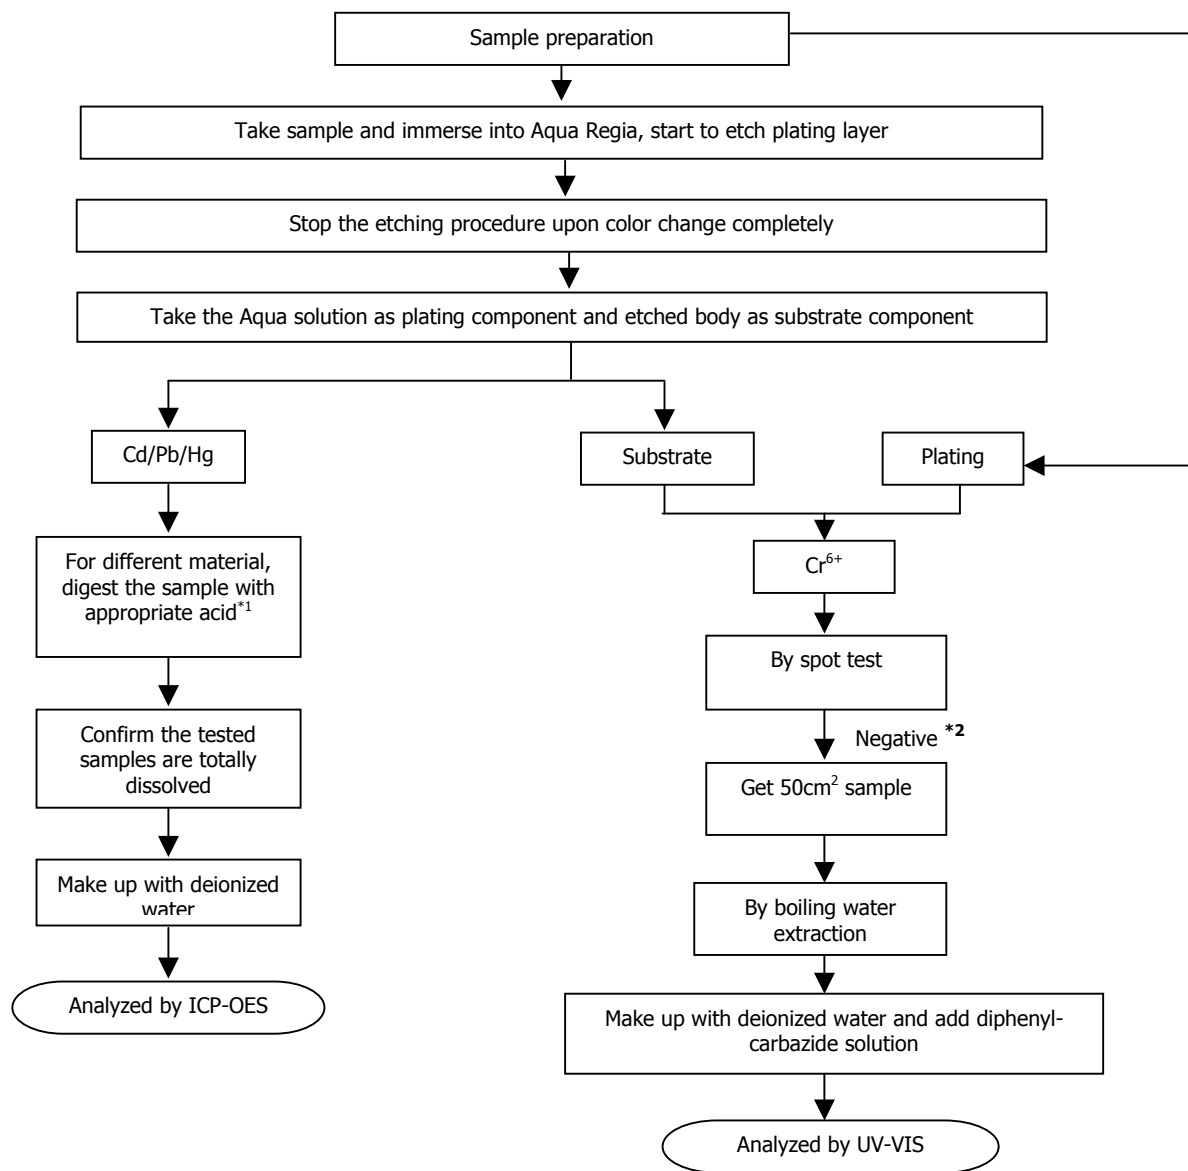 Sample preparation
Take sample and immerse into Aqua Regia, start to etch plating layer
Stop the etching procedure upon color change completely
Take the Aqua solution as plating component and etched body as substrate component
Cd/Pb/Hg
For different material,
digest the sample with
appropriate acid*1
Confirm the tested
samples are totally
dissolved
Make up with deionized
water
Analyzed by ICP-OES
Substrate
Plating
Cr6+
By spot test
Negative *2
Get 50cm2 sample
By boiling water
extraction
Make up with deionized water and add diphenyl-
carbazide solution
Analyzed by UV-VIS